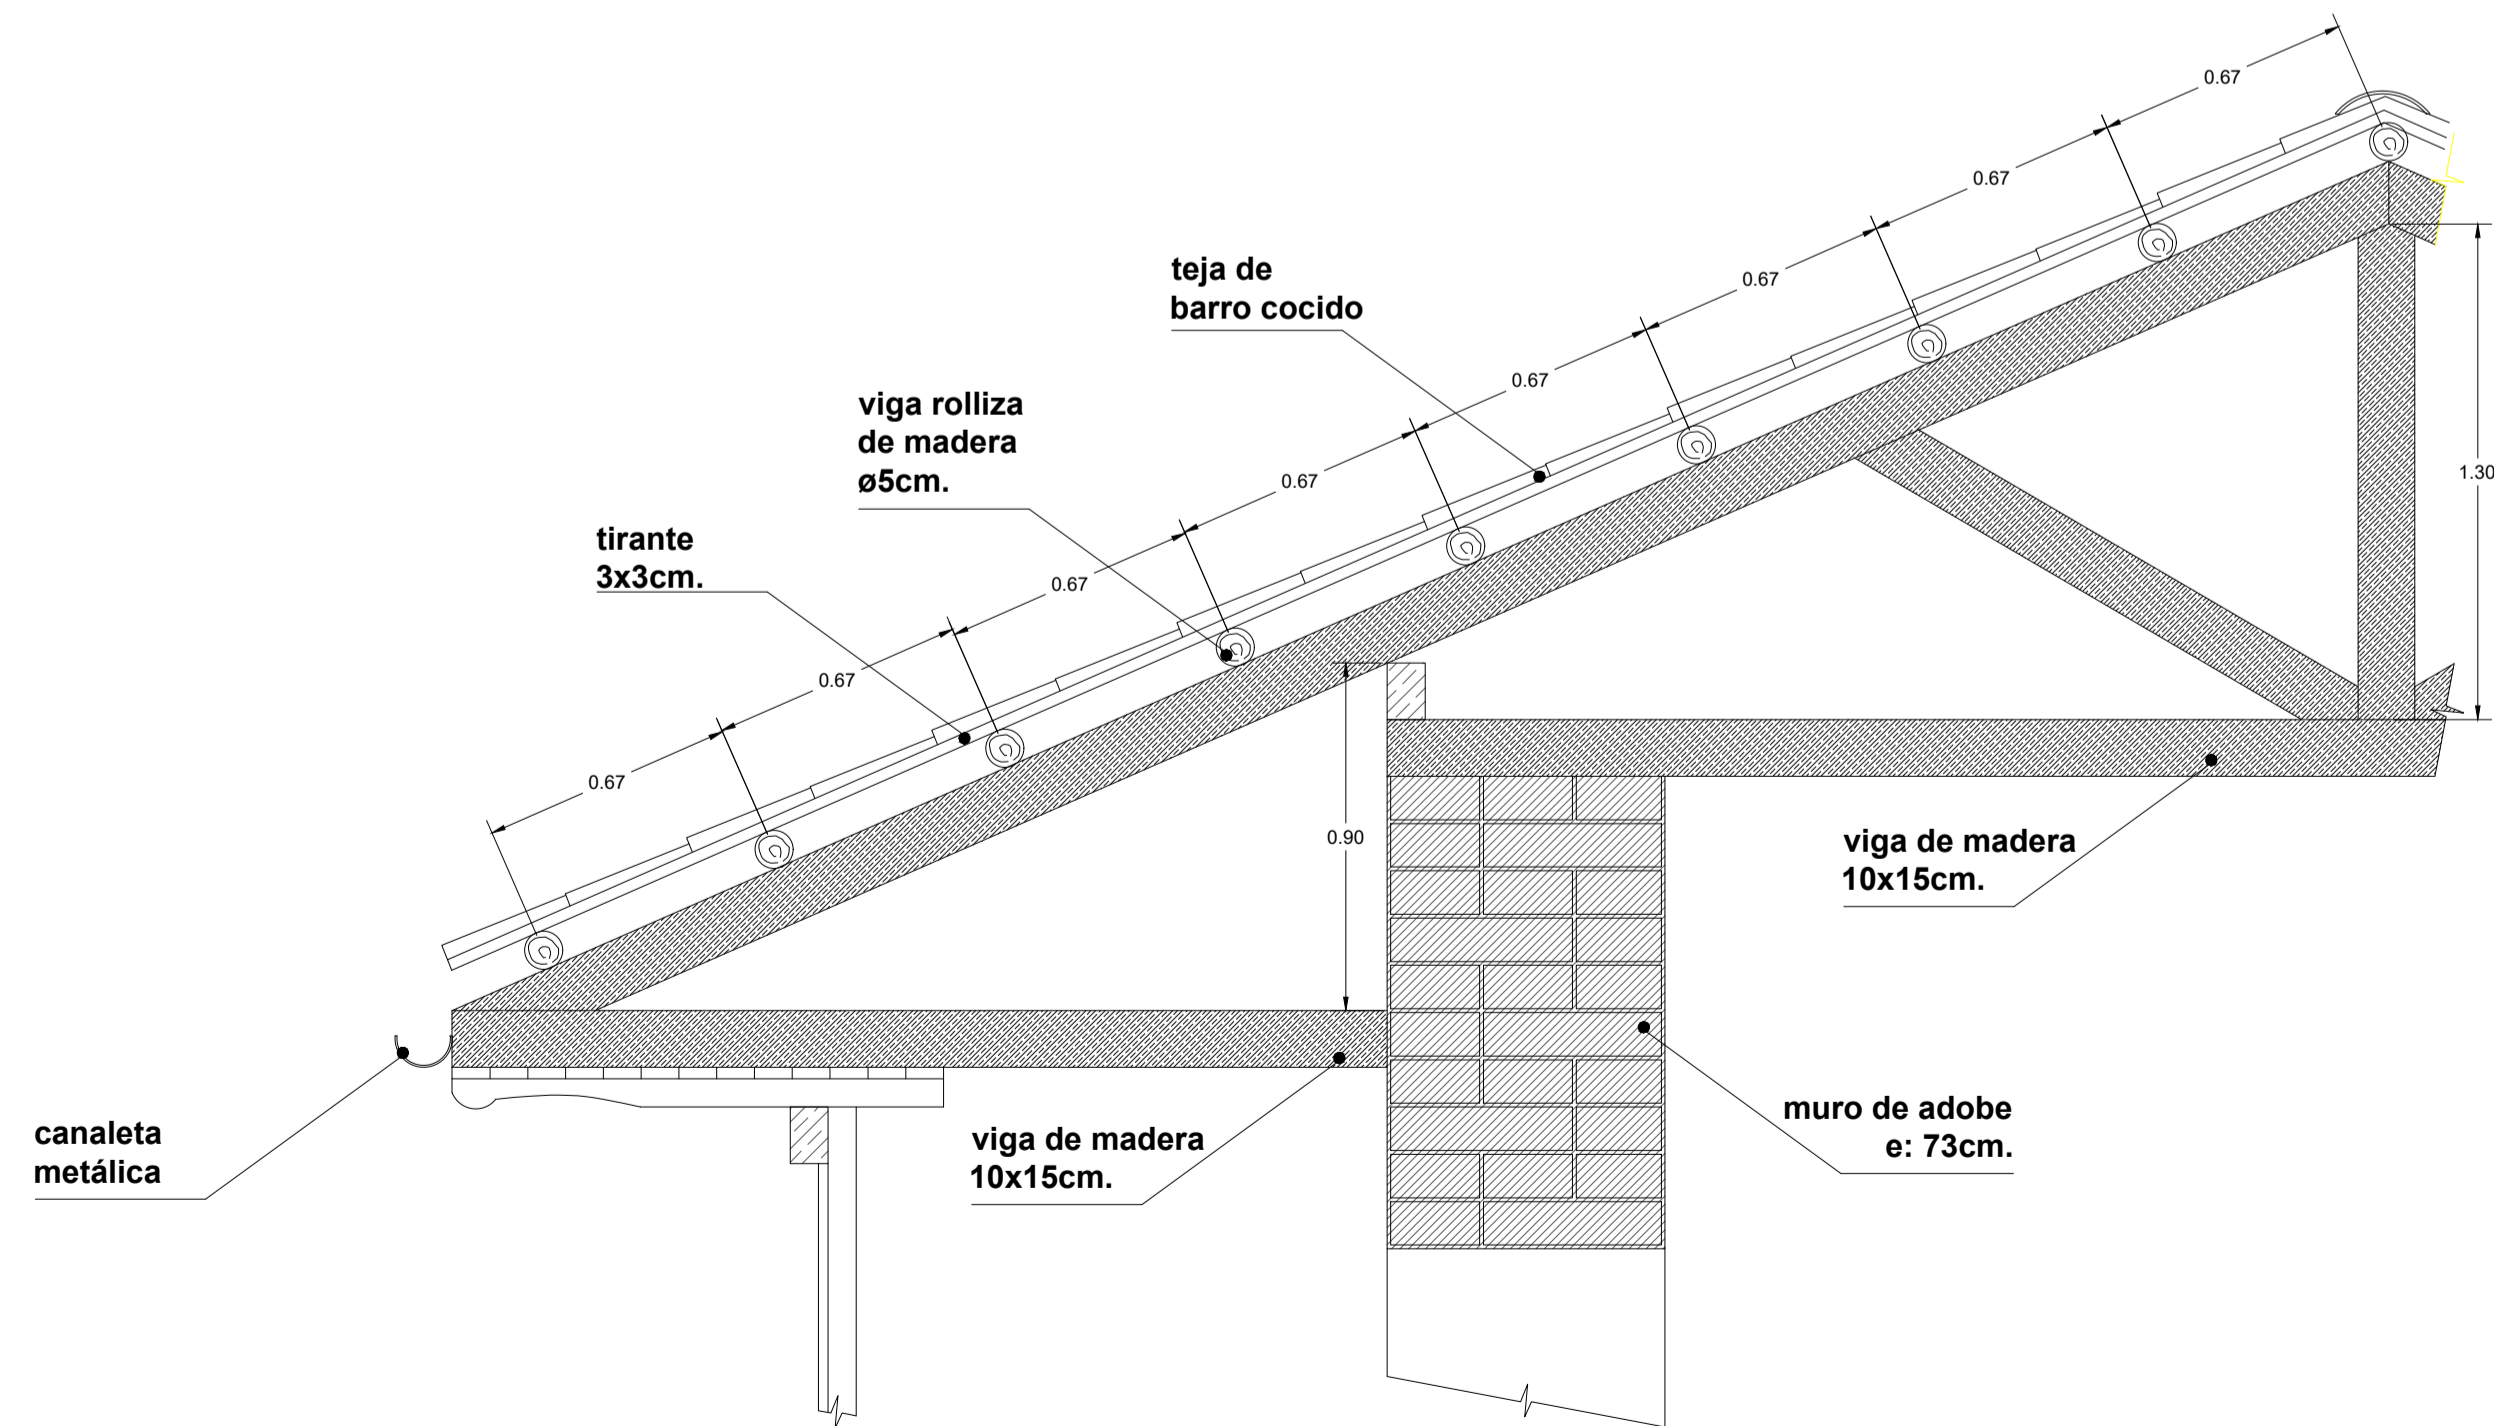 0.67
0.67
0.67
0.67
0.67
0.67
0.67
0.67
teja de
barro cocido
viga rolliza
de madera
ø5cm.
tirante
3x3cm.
1.30
0.90
viga de madera
10x15cm.
canaleta
metálica
viga de madera
10x15cm.
muro de adobe
e: 73cm.